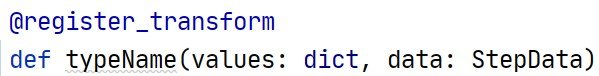 @register_transform
def typeName(values: dict, data: StepData)